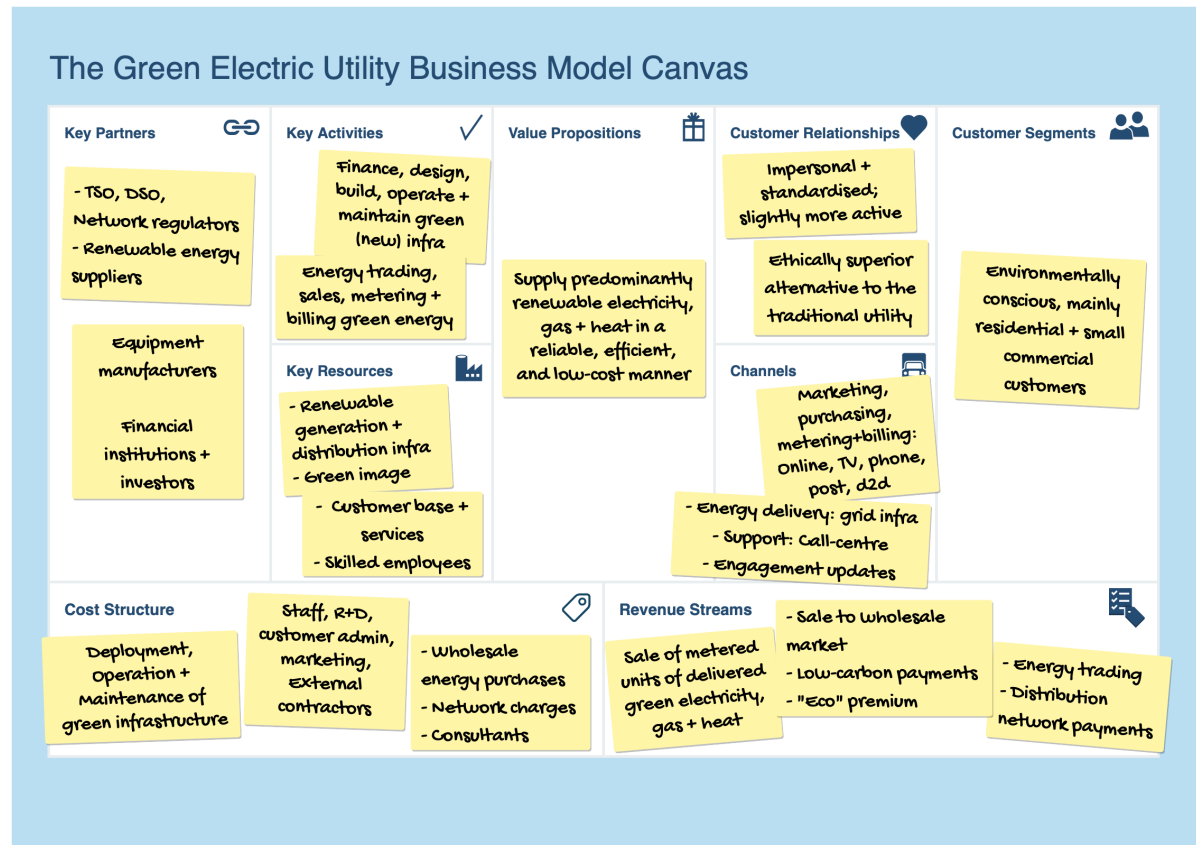 The Green Electric Utility Business Model Canvas
Key Partners
- TSO, DSO,
Network regulators
- Renewable energy
suppliers
Equipment
manufacturers
Financial
institutions +
investors
Key Activities
Finance, design,
build, operate +
maintain green
(new) infra
Energy trading,
sales, metering +
billing green energy
Key Resources
- Renewable
generation +
distribution infra
- Green image
- Customer base +
services
- Skilled employees
Value Propositions
Supply predominantly
renewable electricity,
gas + heat in a
reliable, efficient,
and low-cost manner
Customer Relationships
Impersonal +
standardised;
slightly more active
Ethically superior
alternative to the
traditional utility
Channels
Marketing,
purchasing,
metering+billing:
Online, TV, phone,
post, d2d
- Energy delivery: grid infra
- Support: Call-centre
- Engagement updates
Customer Segments
Environmentally
conscious, mainly
residential + small
commercial
customers
Cost Structure
Deployment,
Operation +
Maintenance of
green infrastructure
Staff, R+D,
customer admin,
marketing,
External
contractors
- Wholesale
energy purchases
- Network charges
- Consultants
Revenue Streams
Sale of metered
units of delivered
green electricity,
gas + heat
- Sale to wholesale
market
- Low-carbon payments
- "Eco" premium
- Energy trading
- Distribution
network payments